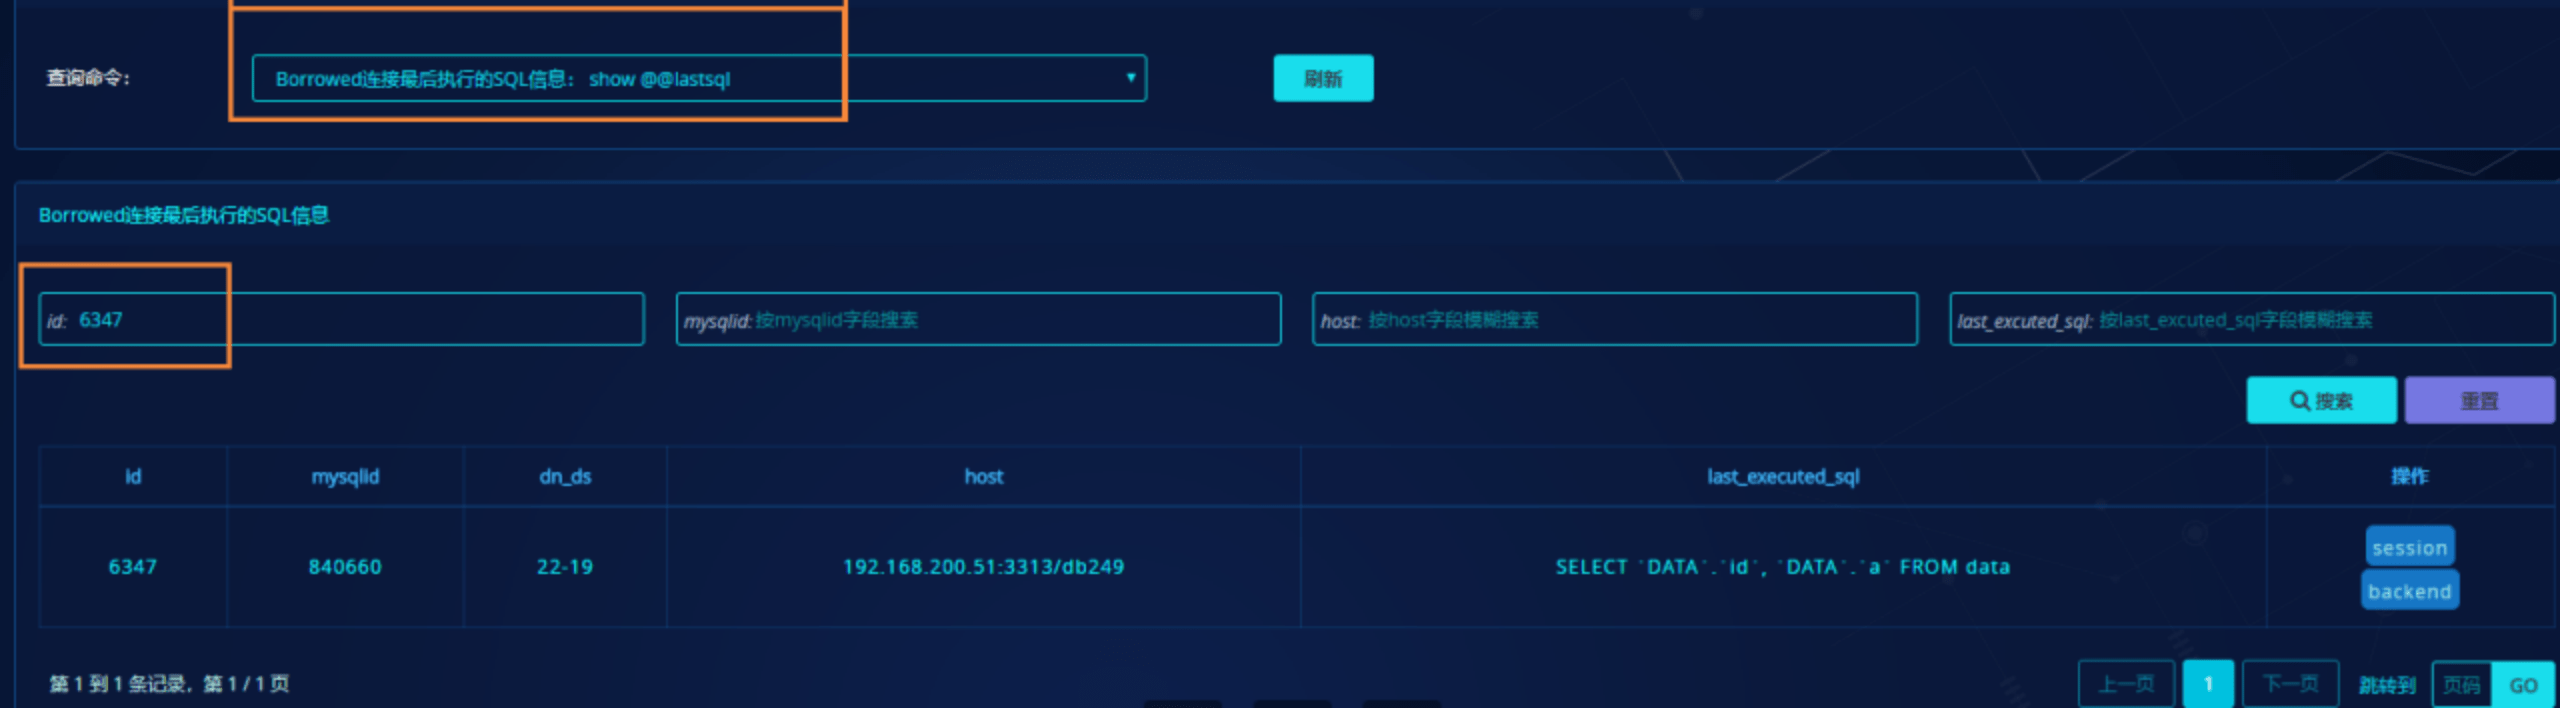 查询命令： Borrowed连接最后执行的SQL信息： show @@lastsql 刷新
Borrowed连接最后执行的SQL信息
id: 6347 mysqlid: 按mysqlid字段搜索 host: 按host字段模糊搜索 last_excuted_sql: 按last_excuted_sql字段模糊搜索
搜索 重置
id mysqlid dn_ds host last_executed_sql 操作
6347 840660 22-19 192.168.200.51:3313/db249 SELECT `DATA`.`id`, `DATA`.`a` FROM data session
backend
第 1 到 1 条记录，第 1 / 1 页 上一页 1 下一页 跳转到 页码 GO